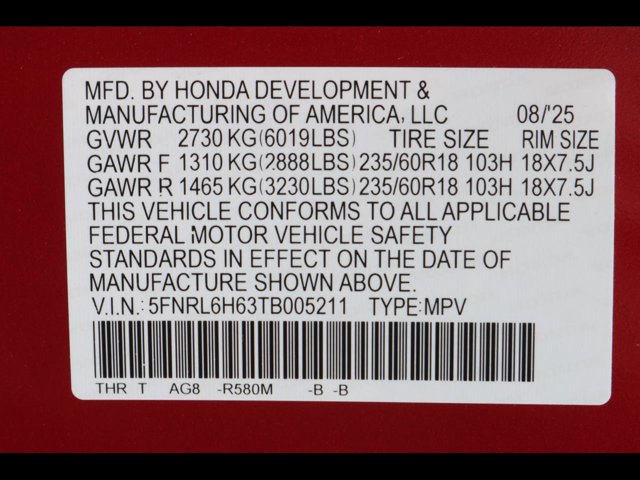 MFD. BY HONDA DEVELOPMENT &
MANUFACTURING OF AMERICA, LLC 08/'25
GVWR 2730 KG(6019LBS) TIRE SIZE RIM SIZE
GAWR F 1310 KG(2888LBS) 235/60R18 103H 18X7.5J
GAWR R 1465 KG(3230LBS) 235/60R18 103H 18X7.5J
THIS VEHICLE CONFORMS TO ALL APPLICABLE
FEDERAL MOTOR VEHICLE SAFETY
STANDARDS IN EFFECT ON THE DATE OF
MANUFACTURE SHOWN ABOVE.
V.I.N.: 5FNRL6H63TB005211 TYPE: MPV
THR T AG8 -R580M -B -B